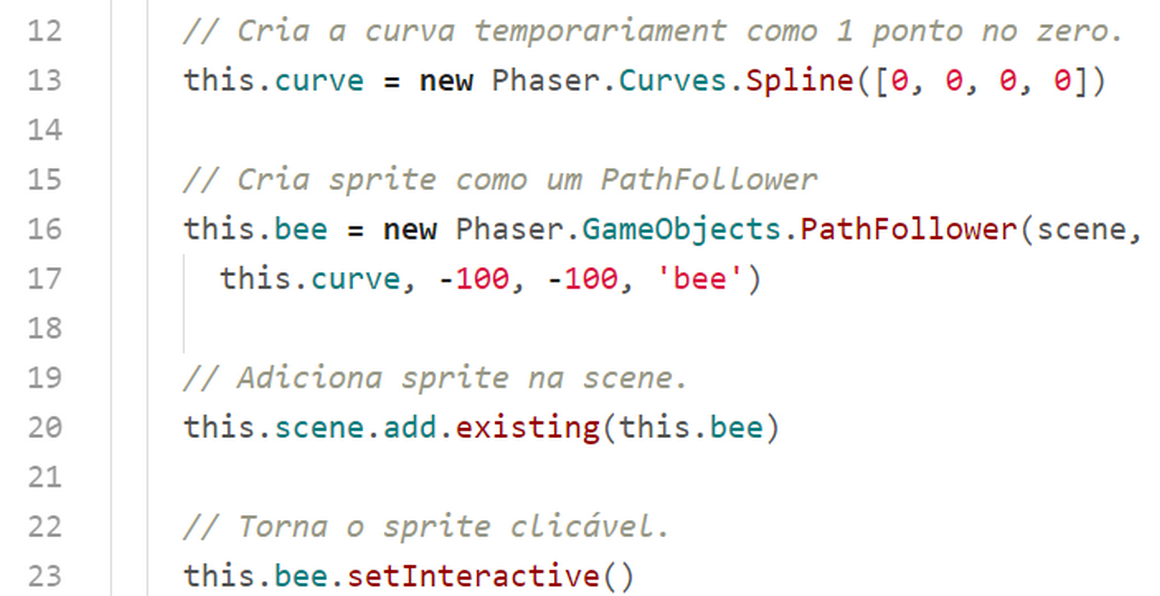 12 // Cria a curva temporariament como 1 ponto no zero.
13 this.curve = new Phaser.Curves.Spline([0, 0, 0, 0])
14
15 // Cria sprite como um PathFollower
16 this.bee = new Phaser.GameObjects.PathFollower(scene,
17 this.curve, -100, -100, 'bee')
18
19 // Adiciona sprite na scene.
20 this.scene.add.existing(this.bee)
21
22 // Torna o sprite clicável.
23 this.bee.setInteractive()